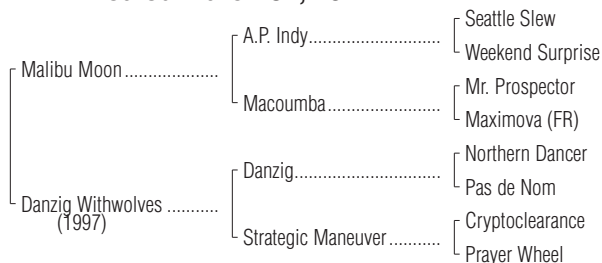 Seattle Slew
A.P. Indy
Weekend Surprise
Malibu Moon
Mr. Prospector
Macoumba
Maximova (FR)
Northern Dancer
Danzig
Pas de Nom
Danzig Withwolves
(1997)
Cryptoclearance
Strategic Maneuver
Prayer Wheel